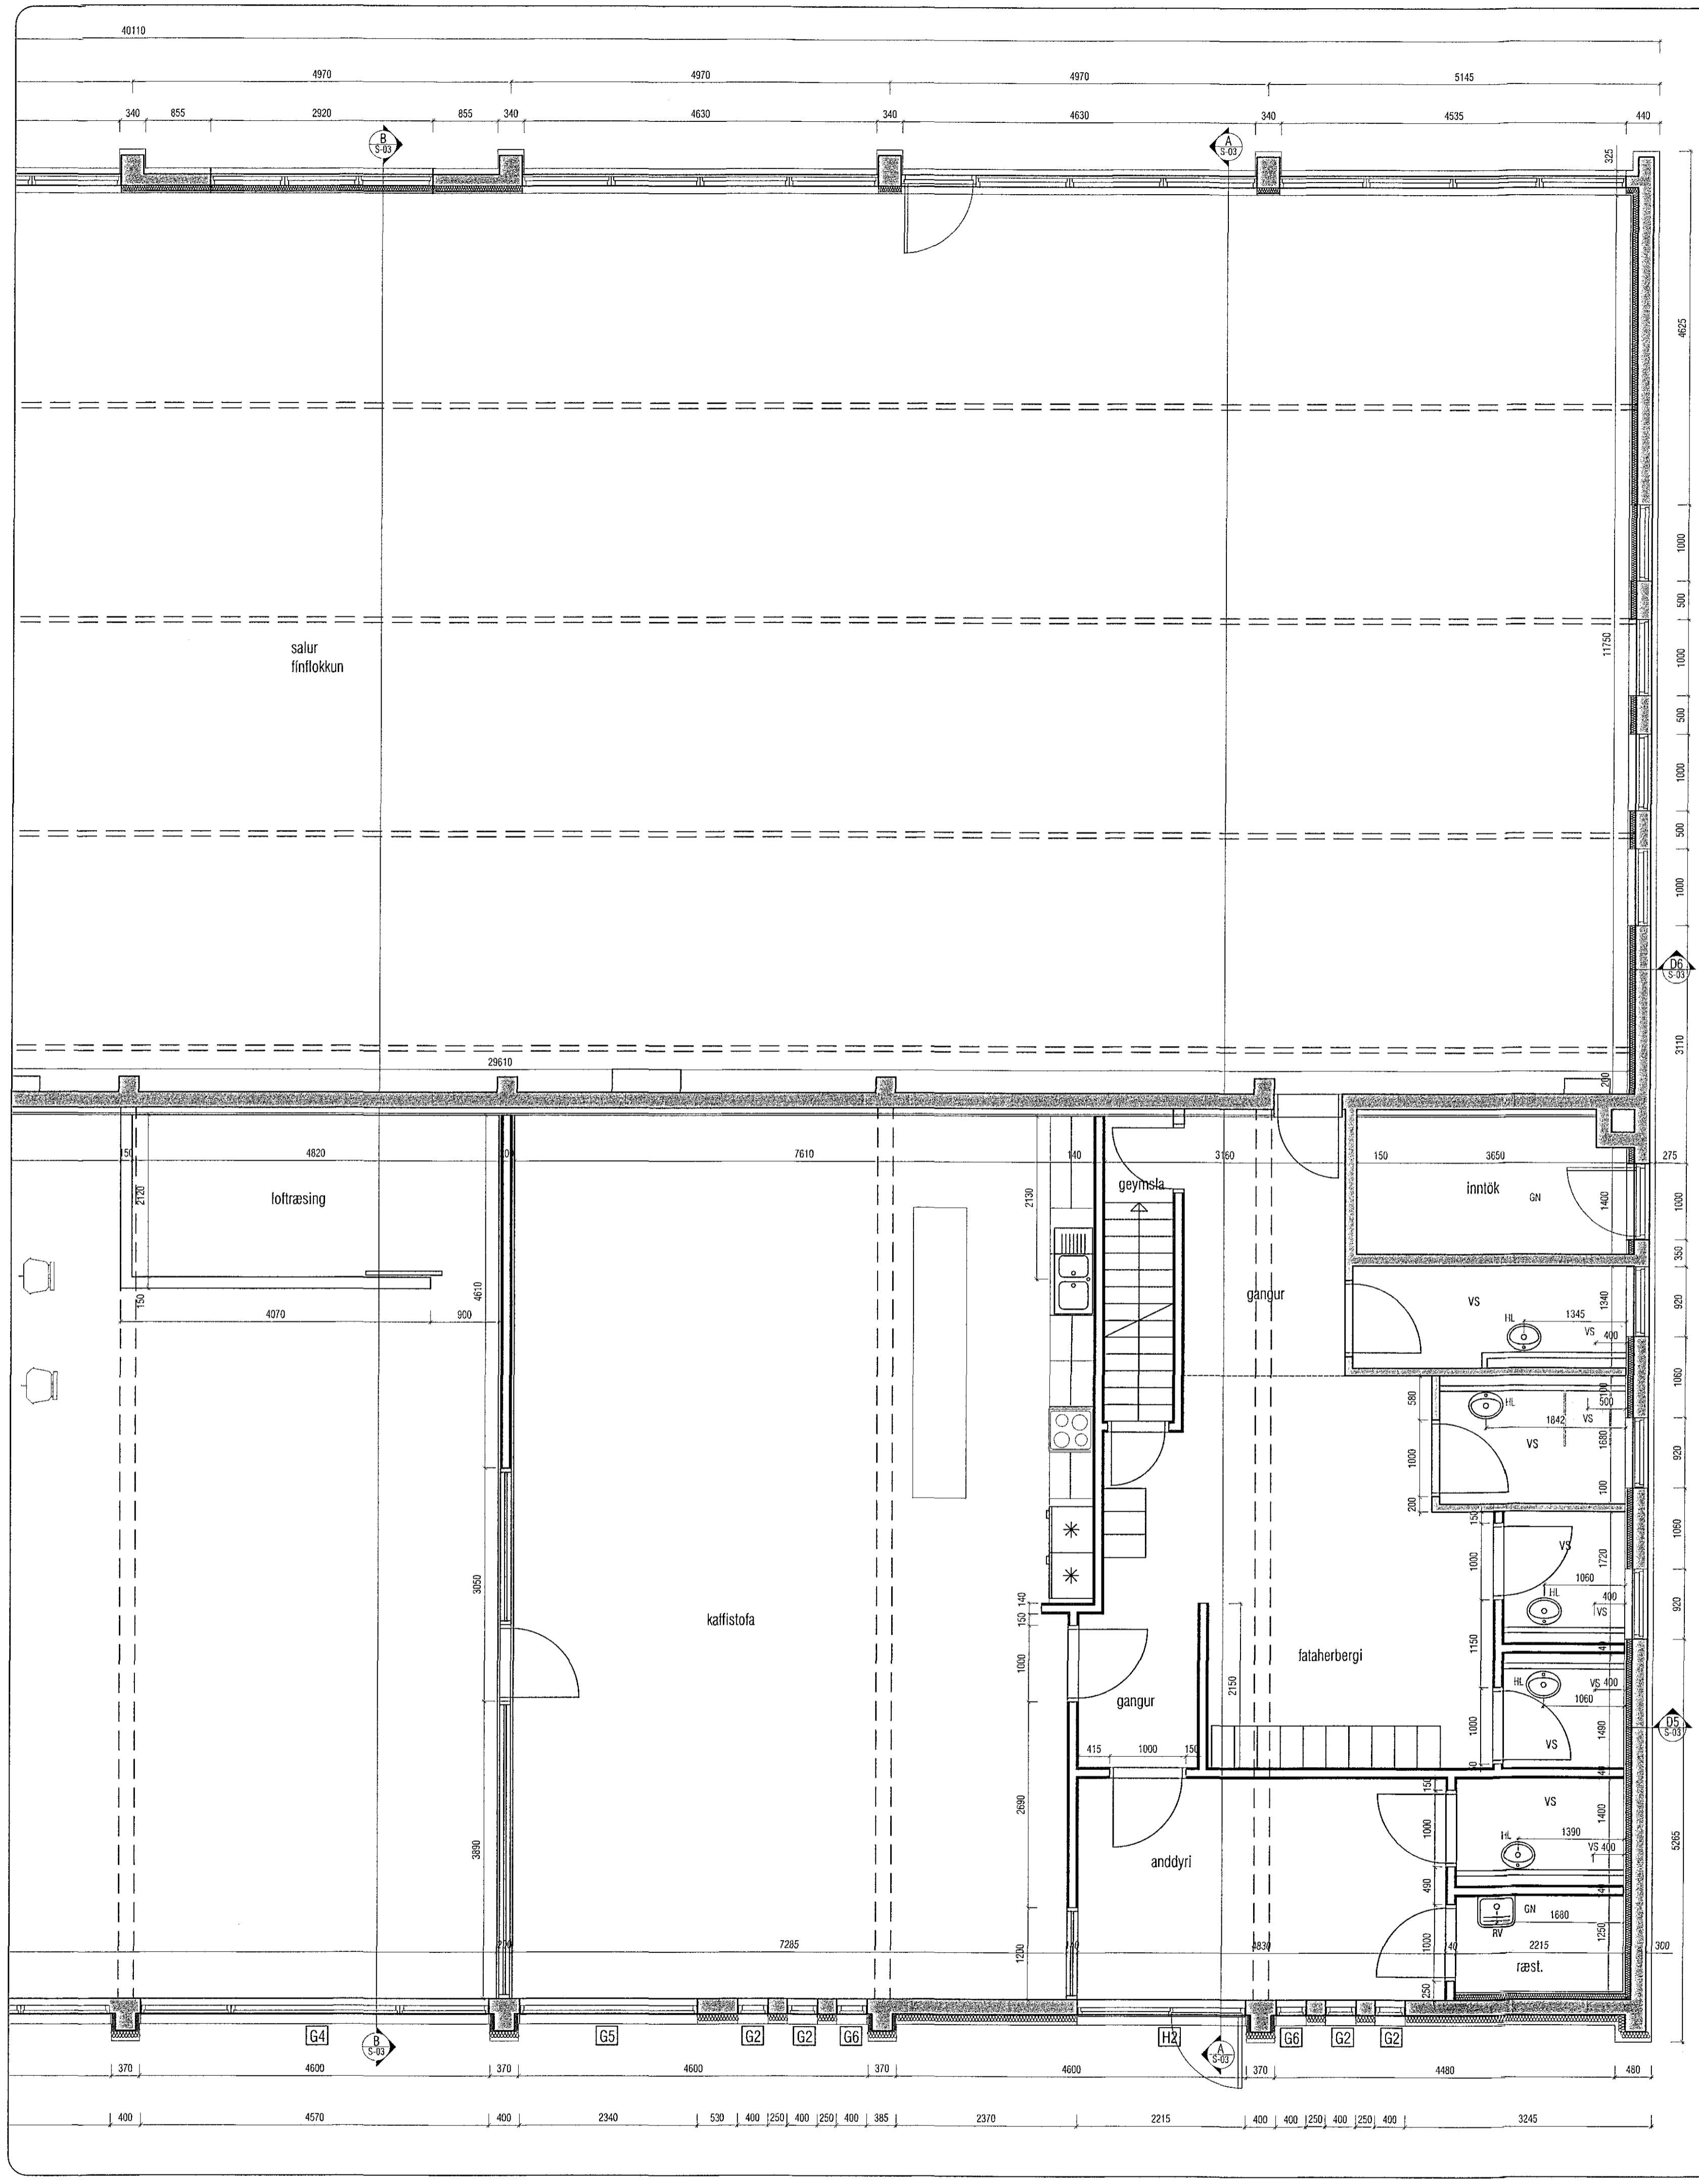 40110
4970 4970 4970 5145
340 855 2920 855 340 4630 340 4630 340 4535 440
B
S-03
A
S-03
325
4625
salur
fínflokkun
11750
1000
500
1000
500
1000
500
1000
D6
S-03
3110
29610
200
150 4820 200 7610 140 3160 150 3650 275
2120
loftræsing
2130
geymsla
inntök
GN
1400
1000
350
150
4070 900
4610
gangur
VS
HL
1345
VS 400
1340
920
1060
580
1000
200
HL
1842
VS
VS
500
100
1680
100
920
1060
150
1000
VS
1720
1060
HL
400
VS
920
3050
kaffistofa
140
150
1000
gangur
2150
fataherbergi
1150
1000
50
40
HL
VS 400
1060
1490
VS
D5
S-03
415 1000 150
40
2690
3890
anddyri
150
1000
490
1000
250
VS
1400
HL
1390
VS 400
40
GN
1680
RV
1250
5265
1200
200 7285 140 4830 140 2215 300
ræst.
G4 G5 G2 G2 G6 H2 G6 G2 G2
B
S-03
A
S-03
370 4600 370 4600 370 4600 370 4480 480
400 4570 400 2340 530 400 250 400 250 400 385 2370 2215 400 400 250 400 250 400 3245